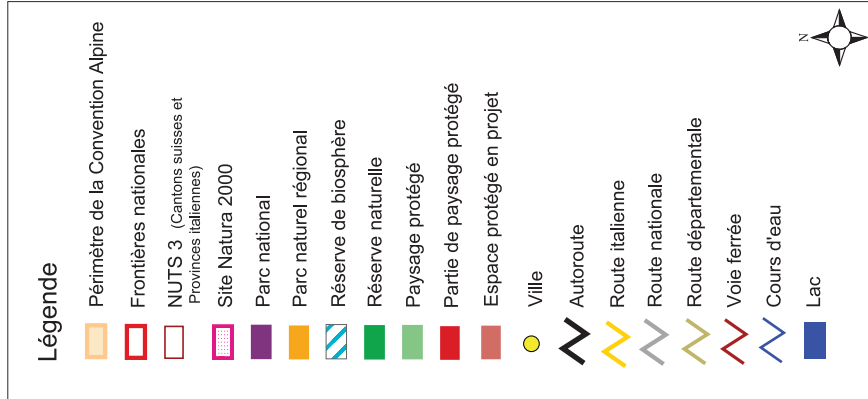 Légende
Périmètre de la Convention Alpine
Frontières nationales
NUTS 3 (Cantons suisses et
Provinces italiennes)
Site Natura 2000
Parc national
Parc naturel régional
Réserve de biosphère
Réserve naturelle
Paysage protégé
Partie de paysage protégé
Espace protégé en projet
Ville
Autoroute
Route italienne
Route nationale
Route départementale
Voie ferrée
Cours d'eau
Lac
N